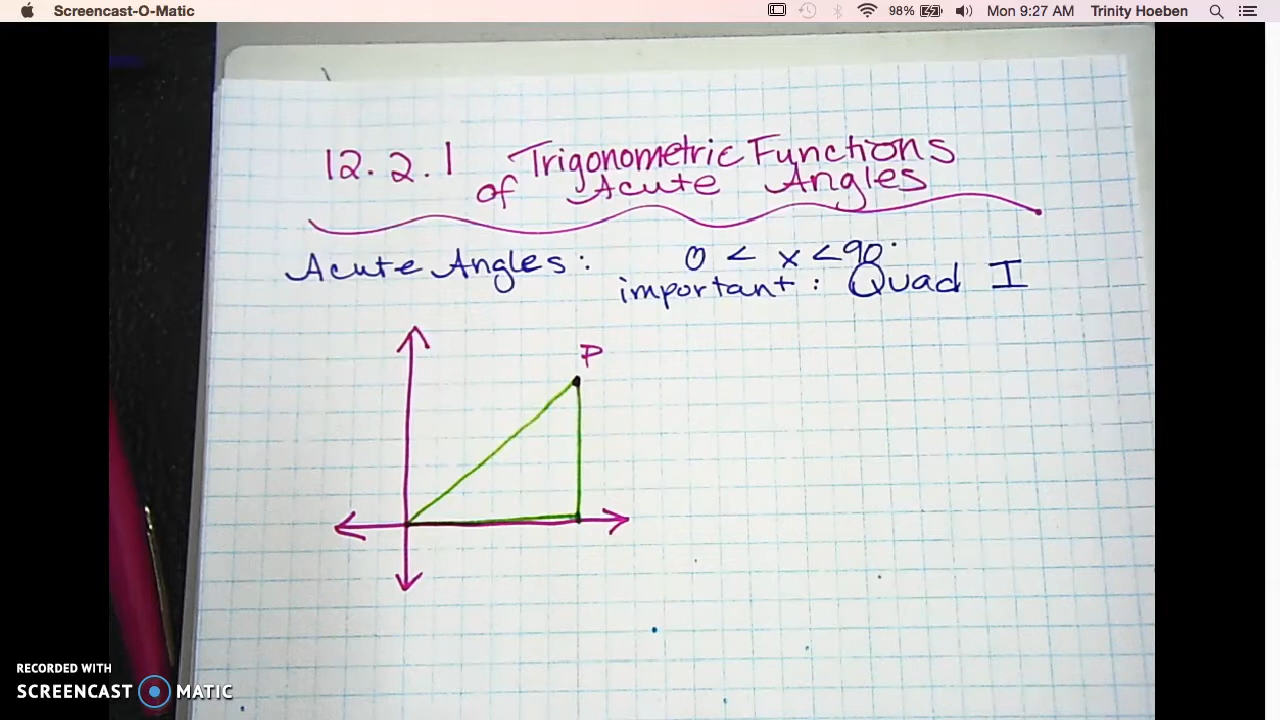 Screencast-O-Matic
98%
Mon 9:27 AM
Trinity Hoeben
12.2.1 Trigonometric Functions
of Acute Angles
Acute Angles: 0 < x < 90°
important: Quad I
P
RECORDED WITH
SCREENCAST MATIC